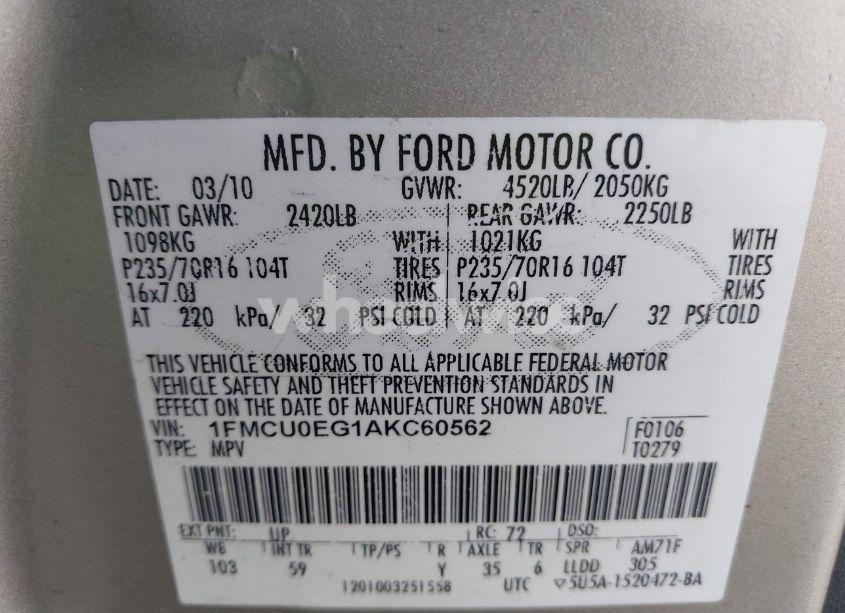 MFD. BY FORD MOTOR CO.
DATE: 03/10 GVWR: 4520LB/ 2050KG
FRONT GAWR: 2420LB REAR GAWR: 2250LB
1098KG WITH 1021KG WITH
P235/70R16 104T TIRES P235/70R16 104T TIRES
16x7.0J RIMS 16x7.0J RIMS
AT 220 kPa/ 32 PSI COLD AT 220 kPa/ 32 PSI COLD
THIS VEHICLE CONFORMS TO ALL APPLICABLE FEDERAL MOTOR
VEHICLE SAFETY AND THEFT PREVENTION STANDARDS IN
EFFECT ON THE DATE OF MANUFACTURE SHOWN ABOVE.
VIN: 1FMCU0EG1AKC60562 F0106
TYPE: MPV T0279
EXT PNT: UP RC: 72 DSO:
WB INT TR TP/PS R AXLE TR SPR AM71F
103 59 Y 35 6 LLDD 305
1201003251558 UTC ▽5U5A-1520472-BA